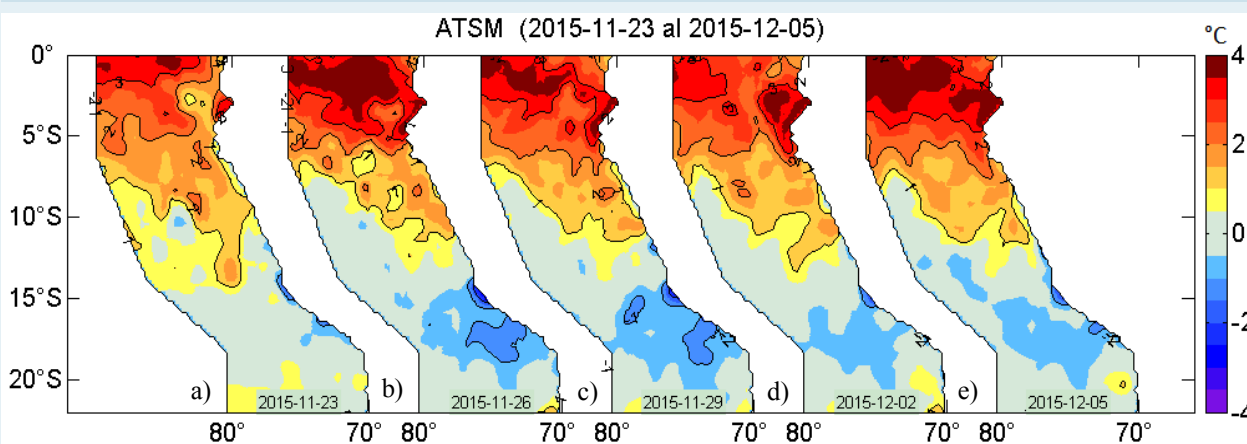 ATSM (2015-11-23 al 2015-12-05)
°C
0°
5°S
10°S
15°S
20°S
4
2
0
-2
-4
a) 2015-11-23
b) 2015-11-26
c) 2015-11-29
d) 2015-12-02
e) 2015-12-05
80° 70° 80° 70° 80° 70° 80° 70° 80° 70°